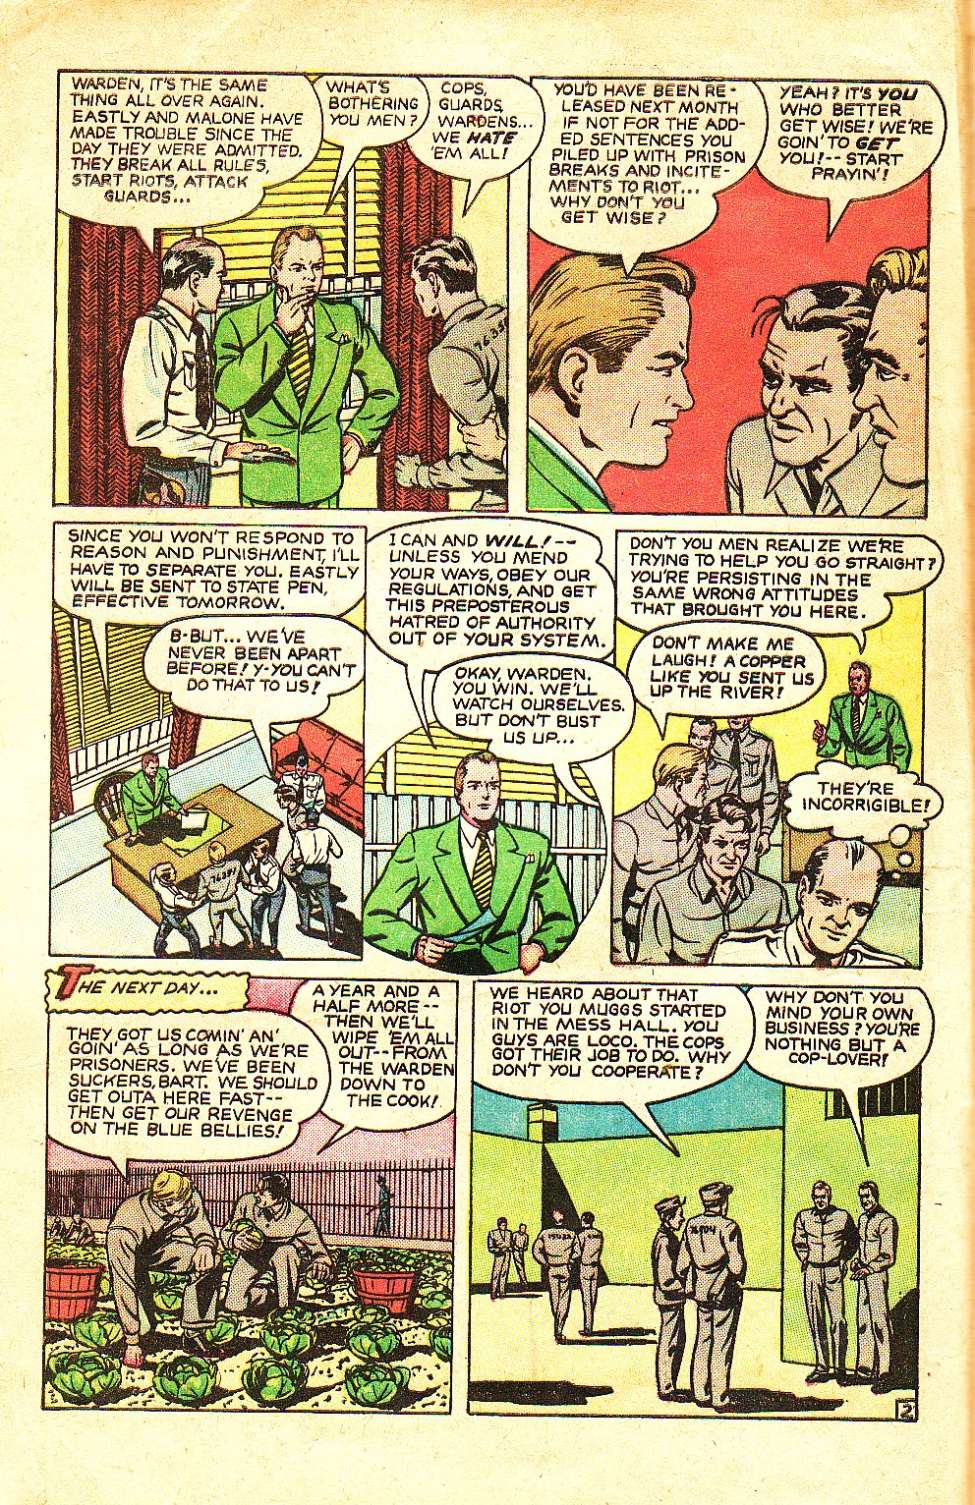 WARDEN, IT'S THE SAME
THING ALL OVER AGAIN.
EASTLY AND MALONE HAVE
MADE TROUBLE SINCE THE
DAY THEY WERE ADMITTED.
THEY BREAK ALL RULES,
START RIOTS, ATTACK
GUARDS...
WHAT'S
BOTHERING
YOU MEN?
COPS,
GUARDS,
WARDENS...
WE HATE
'EM ALL!
YOU'D HAVE BEEN RE-
LEASED NEXT MONTH
IF NOT FOR THE ADD-
ED SENTENCES YOU
PILED UP WITH PRISON
BREAKS AND INCITE-
MENTS TO RIOT...
WHY DON'T YOU
GET WISE?
YEAH? IT'S YOU
WHO BETTER
GET WISE! WE'RE
GOIN' TO GET
YOU!-- START
PRAYIN'!
SINCE YOU WON'T RESPOND TO
REASON AND PUNISHMENT, I'LL
HAVE TO SEPARATE YOU. EASTLY
WILL BE SENT TO STATE PEN,
EFFECTIVE TOMORROW.
B-BUT... WE'VE
NEVER BEEN APART
BEFORE! Y-YOU CAN'T
DO THAT TO US!
I CAN AND WILL!--
UNLESS YOU MEND
YOUR WAYS, OBEY OUR
REGULATIONS, AND GET
THIS PREPOSTEROUS
HATRED OF AUTHORITY
OUT OF YOUR SYSTEM.
OKAY, WARDEN.
YOU WIN. WE'LL
WATCH OURSELVES.
BUT DON'T BUST
US UP...
DON'T YOU MEN REALIZE WE'RE
TRYING TO HELP YOU GO STRAIGHT?
YOU'RE PERSISTING IN THE
SAME WRONG ATTITUDES
THAT BROUGHT YOU HERE.
DON'T MAKE ME
LAUGH! A COPPER
LIKE YOU SENT US
UP THE RIVER!
THEY'RE
INCORRIGIBLE!
THE NEXT DAY...
THEY GOT US COMIN' AN'
GOIN' AS LONG AS WE'RE
PRISONERS. WE'VE BEEN
SUCKERS, BART. WE SHOULD
GET OUTA HERE FAST--
THEN GET OUR REVENGE
ON THE BLUE BELLIES!
A YEAR AND A
HALF MORE--
THEN WE'LL
WIPE 'EM ALL
OUT--FROM
THE WARDEN
DOWN TO
THE COOK!
WE HEARD ABOUT THAT
RIOT YOU MUGGS STARTED
IN THE MESS HALL. YOU
GUYS ARE LOCO. THE COPS
GOT THEIR JOB TO DO. WHY
DON'T YOU COOPERATE?
WHY DON'T YOU
MIND YOUR OWN
BUSINESS? YOU'RE
NOTHING BUT A
COP-LOVER!
2